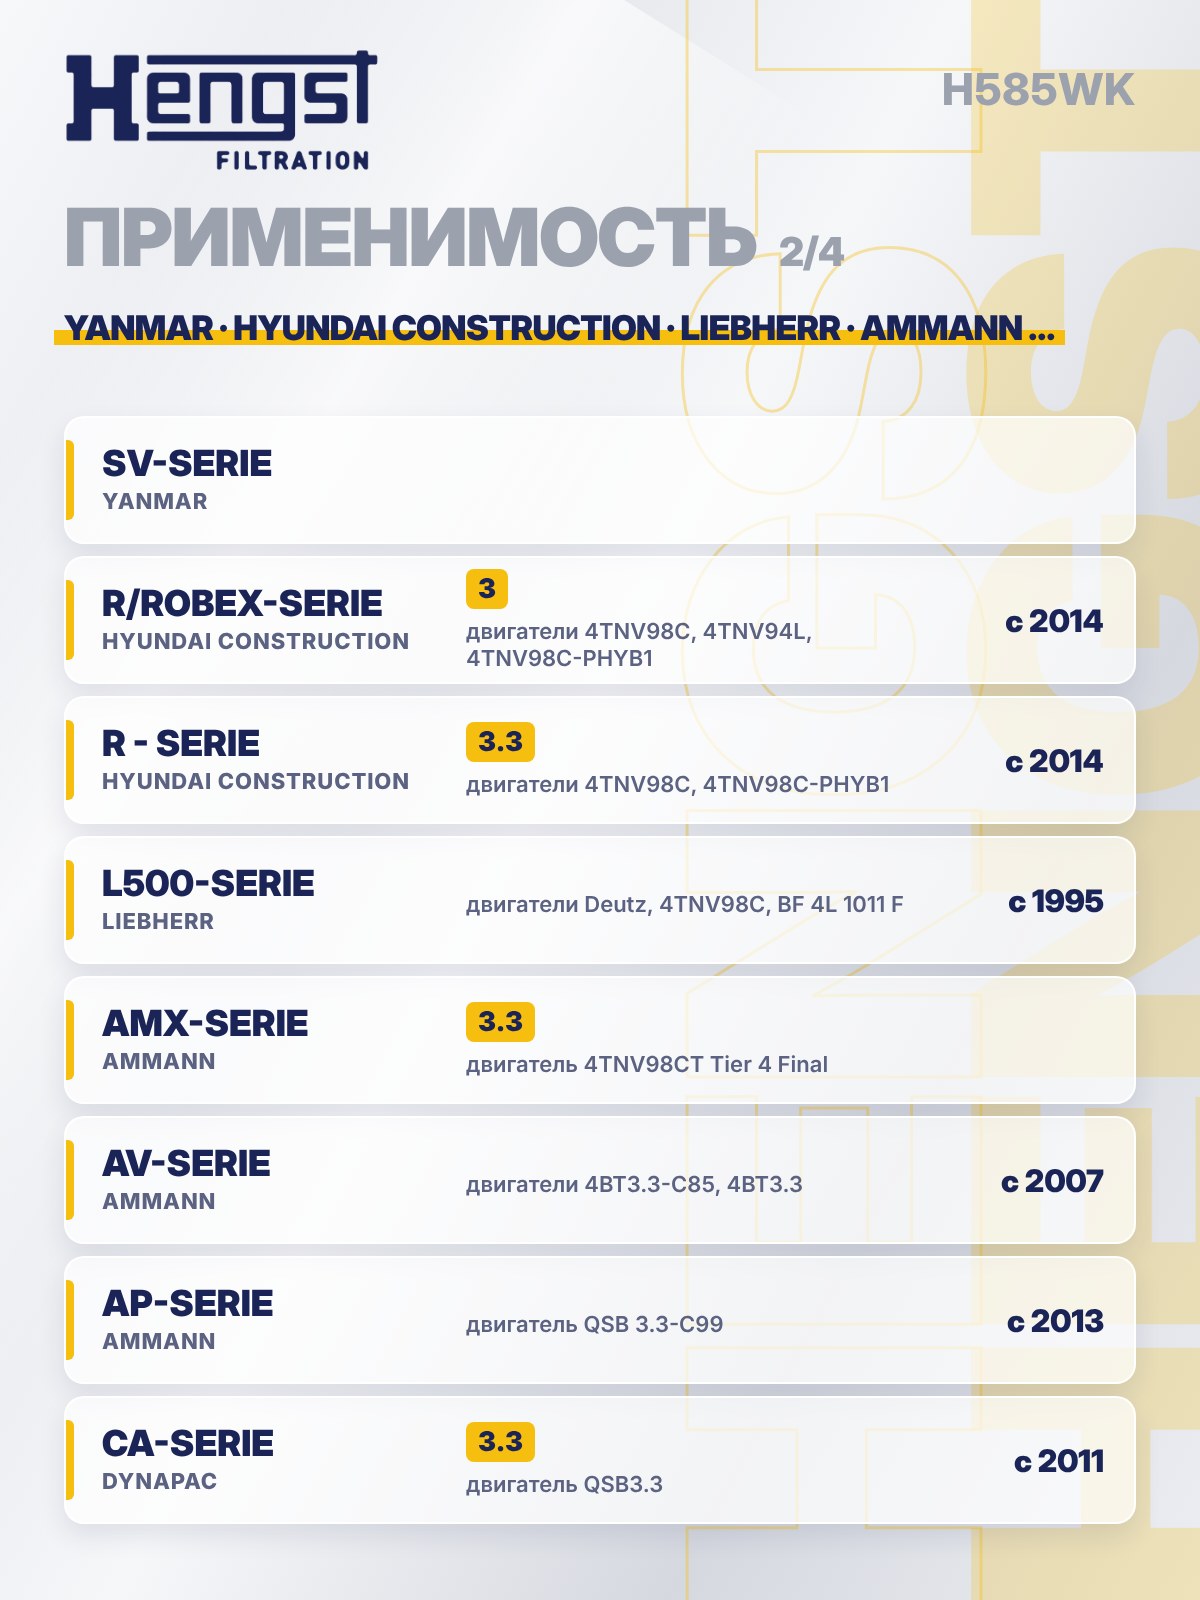 Hengst
FILTRATION
H585WK
ПРИМЕНИМОСТЬ 2/4
YANMAR · HYUNDAI CONSTRUCTION · LIEBHERR · AMMANN ...
SV-SERIE
YANMAR
R/ROBEX-SERIE
HYUNDAI CONSTRUCTION
3
двигатели 4TNV98C, 4TNV94L,
4TNV98C-PHYB1
с 2014
R - SERIE
HYUNDAI CONSTRUCTION
3.3
двигатели 4TNV98C, 4TNV98C-PHYB1
с 2014
L500-SERIE
LIEBHERR
двигатели Deutz, 4TNV98C, BF 4L 1011 F
с 1995
AMX-SERIE
AMMANN
3.3
двигатель 4TNV98CT Tier 4 Final
AV-SERIE
AMMANN
двигатели 4BT3.3-C85, 4BT3.3
с 2007
AP-SERIE
AMMANN
двигатель QSB 3.3-C99
с 2013
CA-SERIE
DYNAPAC
3.3
двигатель QSB3.3
с 2011
HENGST
HENGST